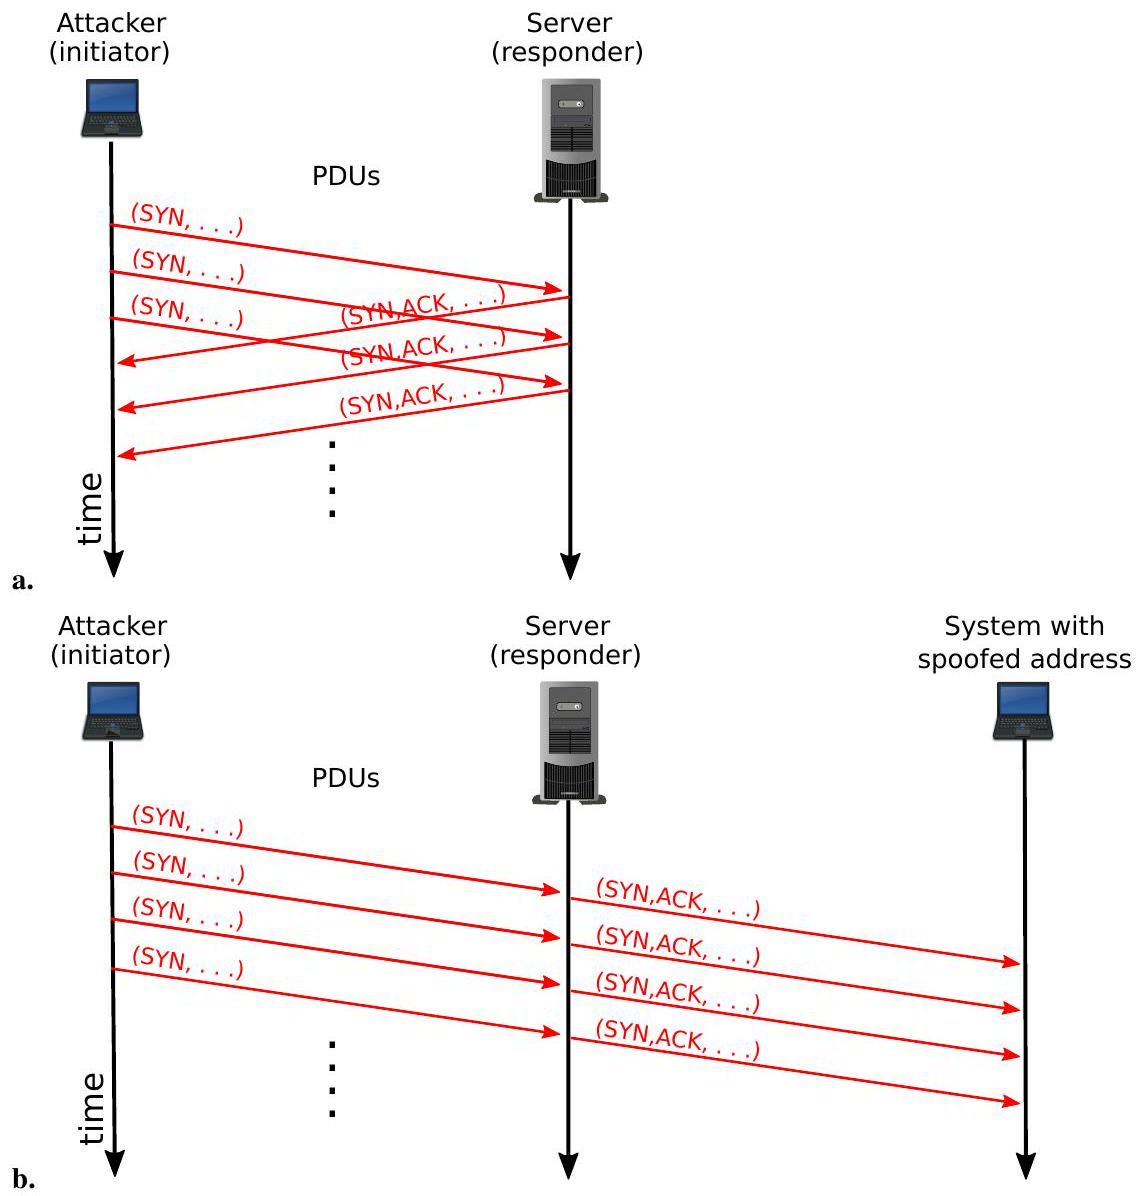 Attacker
(initiator)
Server
(responder)
PDUs
(SYN, . . .)
(SYN, . . .)
(SYN, . . .)
(SYN,ACK, . . .)
(SYN,ACK, . . .)
(SYN,ACK, . . .)
time
a.
Attacker
(initiator)
Server
(responder)
System with
spoofed address
PDUs
(SYN, . . .)
(SYN, . . .)
(SYN, . . .)
(SYN, . . .)
(SYN,ACK, . . .)
(SYN,ACK, . . .)
(SYN,ACK, . . .)
(SYN,ACK, . . .)
time
b.